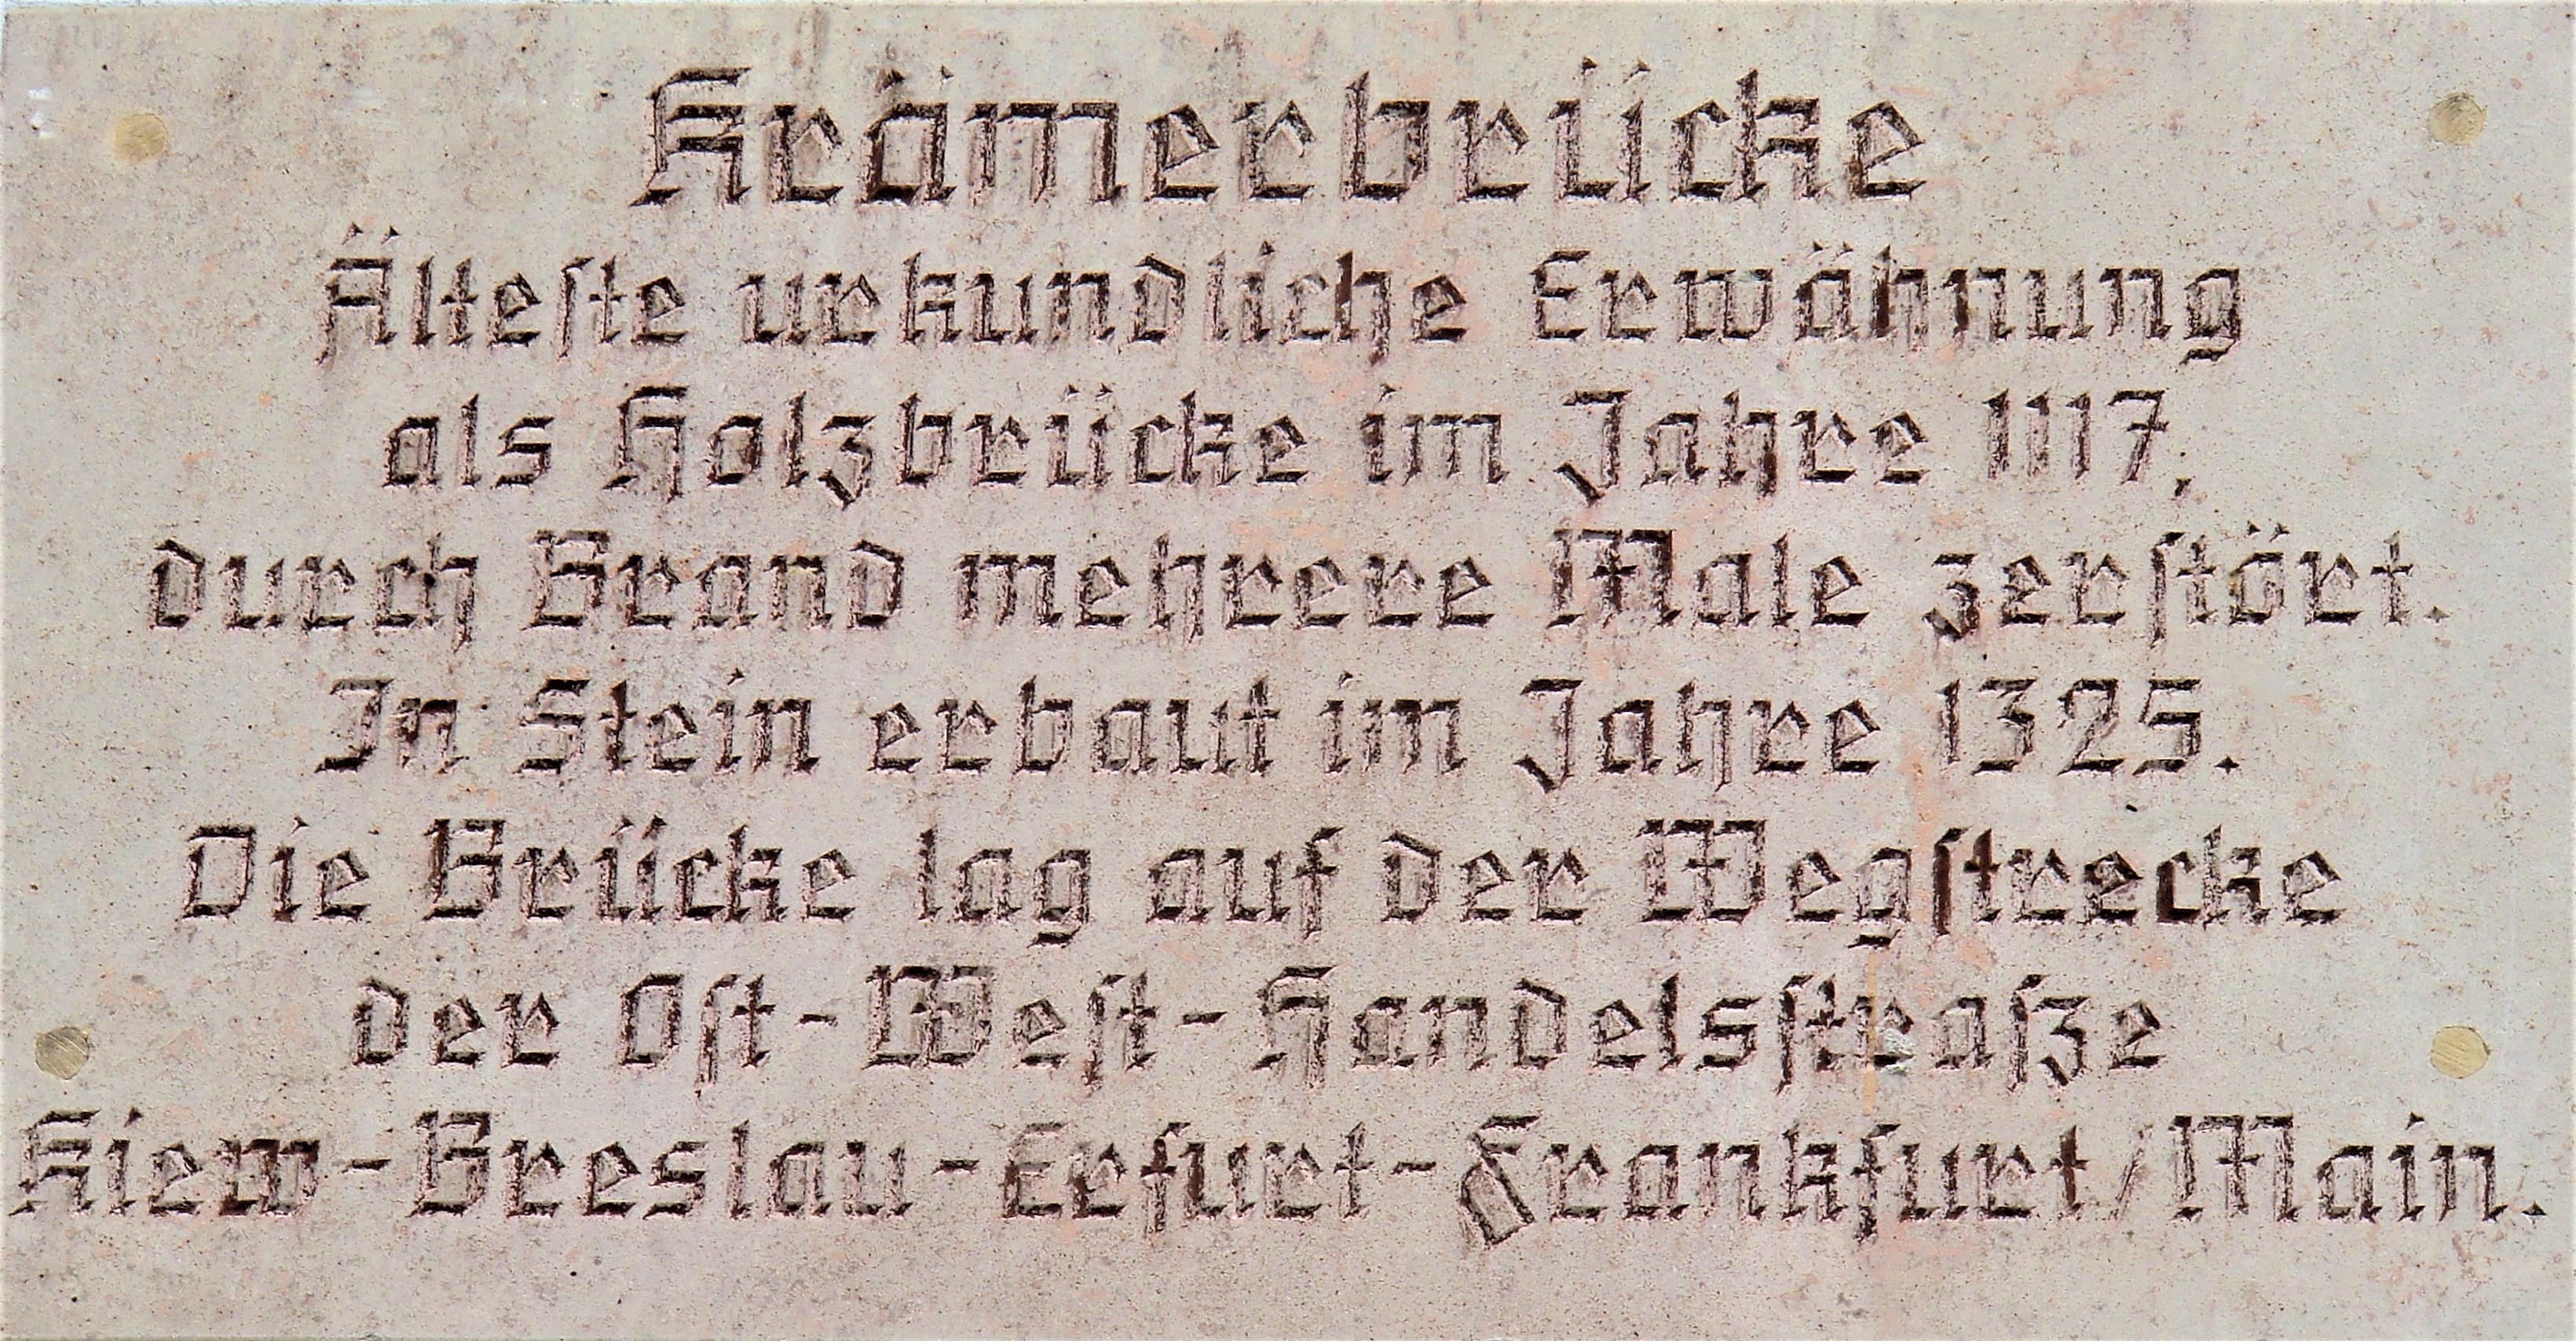 Krämerbrücke
Älteſte urkundliche Erwähnung
als Holzbrücke im Jahre 1117,
durch Brand mehrere Male zerſtört.
In Stein erbaut im Jahre 1325.
Die Brücke lag auf der Wegſtrecke
der Oſt-Weſt-Handelsſtraße
Kiew-Breslau-Erfurt-Frankfurt/Main.